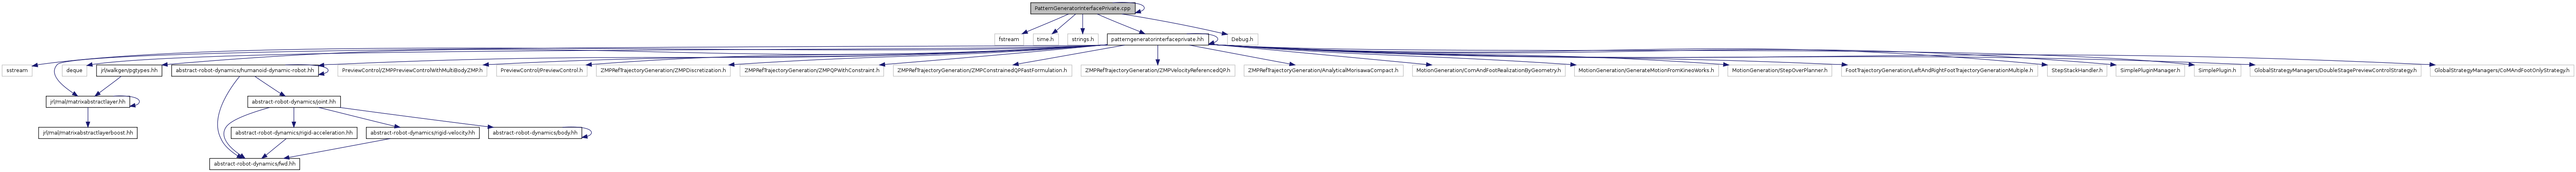 PatternGeneratorInterfacePrivate.cpp
fstream
time.h
strings.h
patterngeneratorinterfaceprivate.hh
Debug.h
sstream
deque
jrl/walkgen/pgtypes.hh
abstract-robot-dynamics/humanoid-dynamic-robot.hh
PreviewControl/ZMPPreviewControlWithMultiBodyZMP.h
PreviewControl/PreviewControl.h
ZMPRefTrajectoryGeneration/ZMPDiscretization.h
ZMPRefTrajectoryGeneration/ZMPQPWithConstraint.h
ZMPRefTrajectoryGeneration/ZMPConstrainedQPFastFormulation.h
ZMPRefTrajectoryGeneration/ZMPVelocityReferencedQP.h
ZMPRefTrajectoryGeneration/AnalyticalMorisawaCompact.h
MotionGeneration/ComAndFootRealizationByGeometry.h
MotionGeneration/GenerateMotionFromKineoWorks.h
MotionGeneration/StepOverPlanner.h
FootTrajectoryGeneration/LeftAndRightFootTrajectoryGenerationMultiple.h
StepStackHandler.h
SimplePluginManager.h
SimplePlugin.h
GlobalStrategyManagers/DoubleStagePreviewControlStrategy.h
GlobalStrategyManagers/CoMAndFootOnlyStrategy.h
jrl/mal/matrixabstractlayer.hh
abstract-robot-dynamics/joint.hh
jrl/mal/matrixabstractlayerboost.hh
abstract-robot-dynamics/rigid-acceleration.hh
abstract-robot-dynamics/rigid-velocity.hh
abstract-robot-dynamics/body.hh
abstract-robot-dynamics/fwd.hh